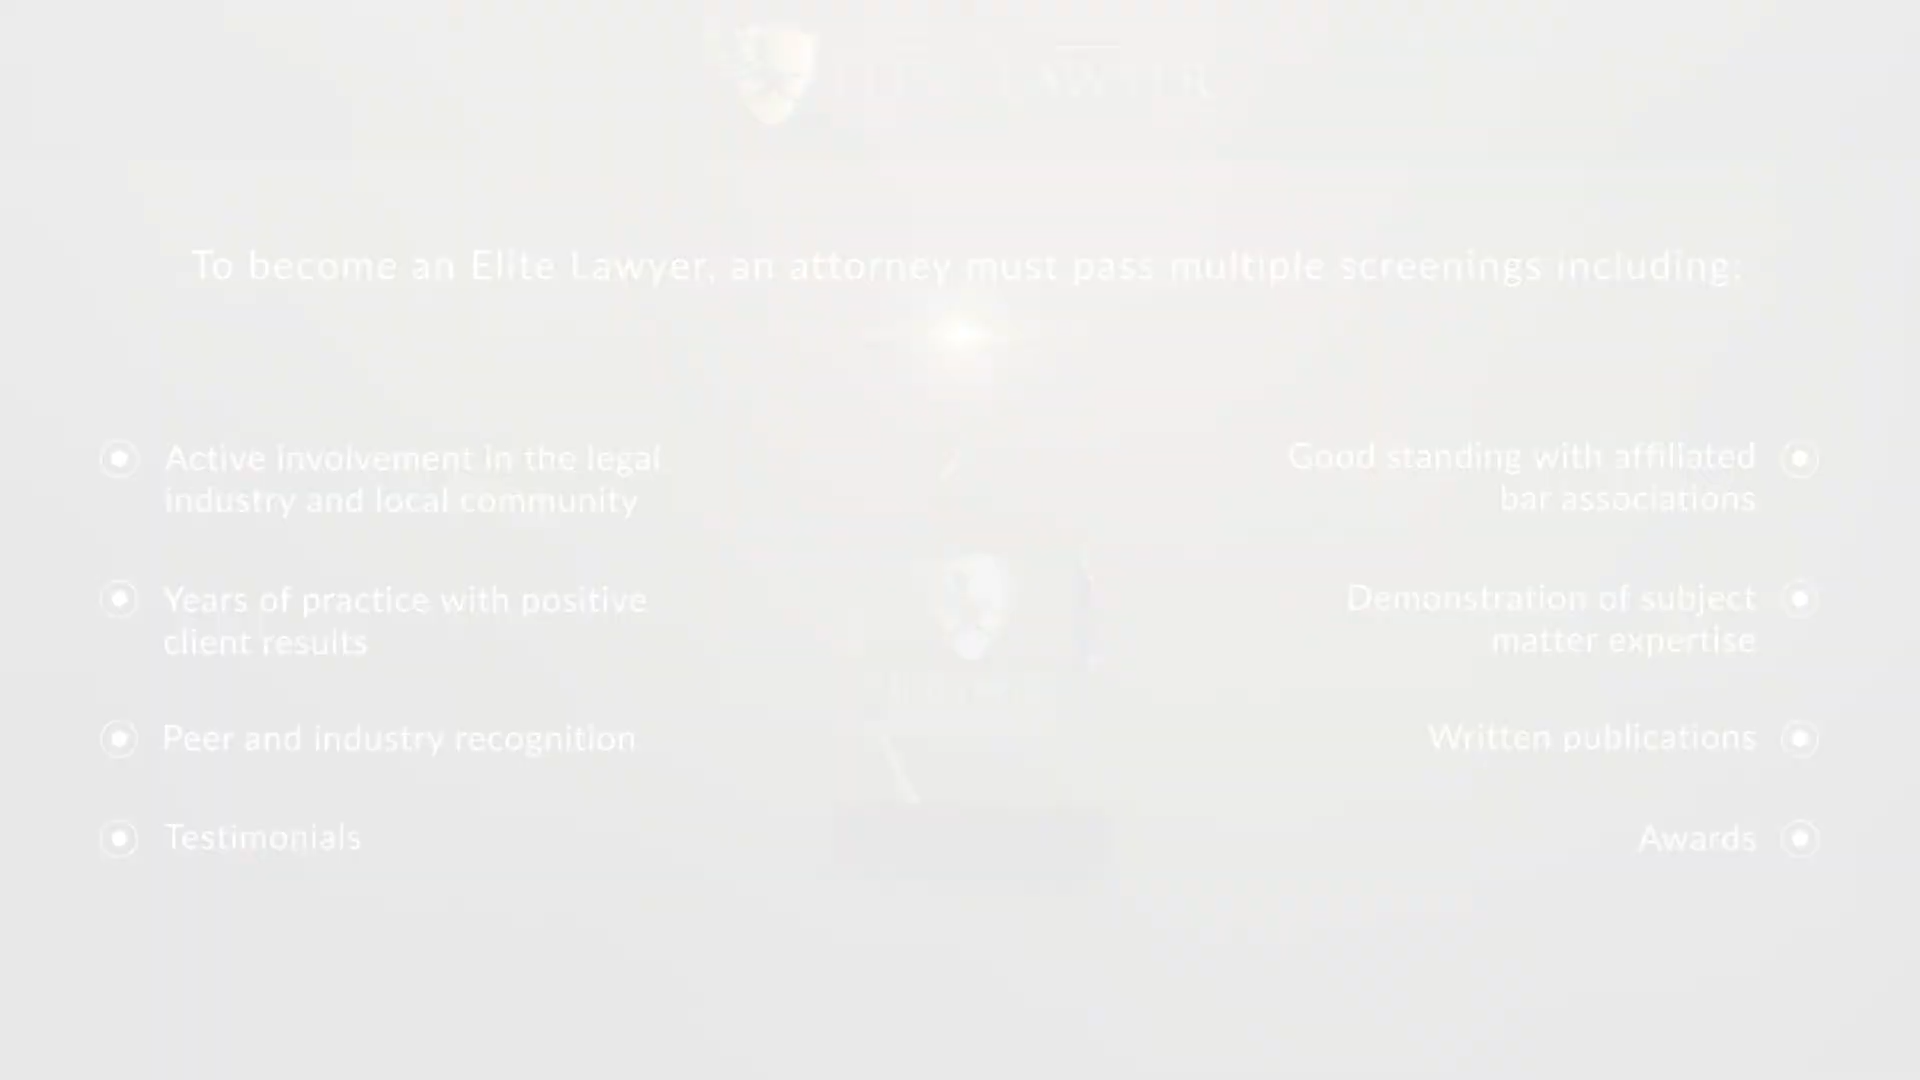 ELITE LAWYER
To become an Elite Lawyer, an attorney must pass multiple screenings including:
Active involvement in the legal
industry and local community
Years of practice with positive
client results
Peer and industry recognition
Testimonials
Good standing with affiliated
bar associations
Demonstration of subject
matter expertise
Written publications
Awards